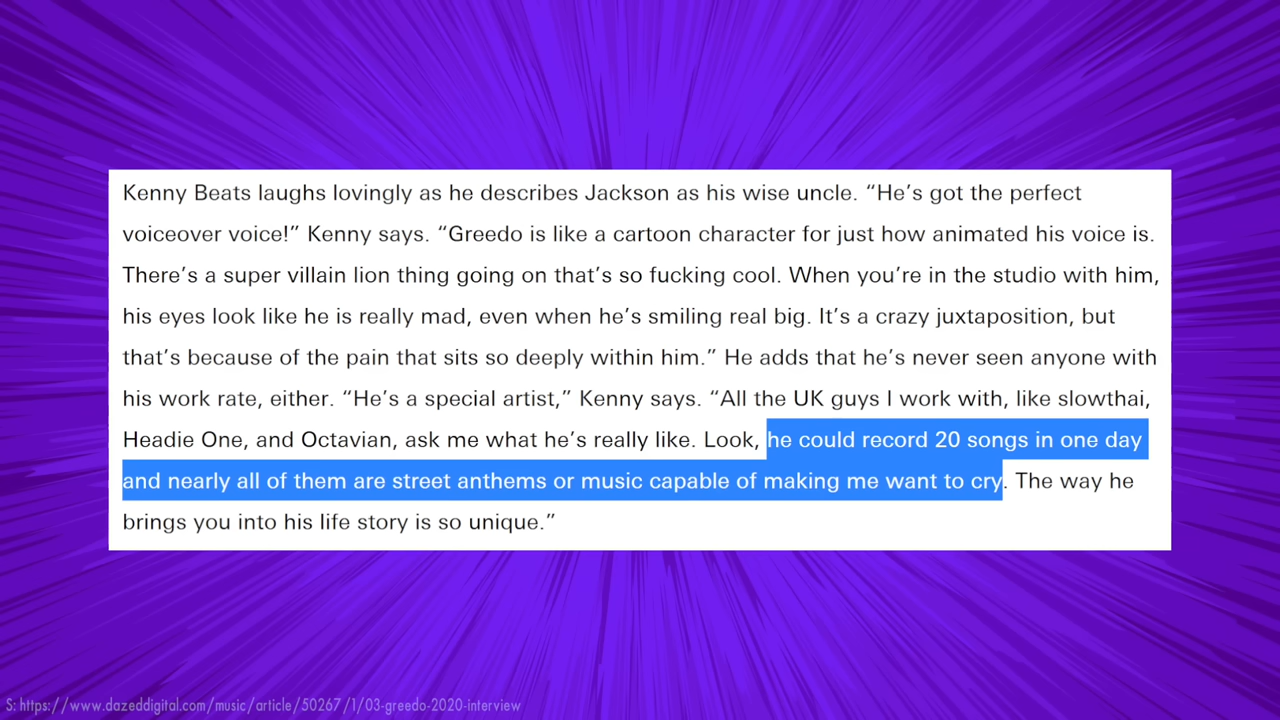 Kenny Beats laughs lovingly as he describes Jackson as his wise uncle. “He’s got the perfect
voiceover voice!” Kenny says. “Greedo is like a cartoon character for just how animated his voice is.
There’s a super villain lion thing going on that’s so fucking cool. When you’re in the studio with him,
his eyes look like he is really mad, even when he’s smiling real big. It’s a crazy juxtaposition, but
that’s because of the pain that sits so deeply within him.” He adds that he’s never seen anyone with
his work rate, either. “He’s a special artist,” Kenny says. “All the UK guys I work with, like slowthai,
Headie One, and Octavian, ask me what he’s really like. Look, he could record 20 songs in one day
and nearly all of them are street anthems or music capable of making me want to cry. The way he
brings you into his life story is so unique.”
S: https://www.dazeddigital.com/music/article/50267/1/03-greedo-2020-interview